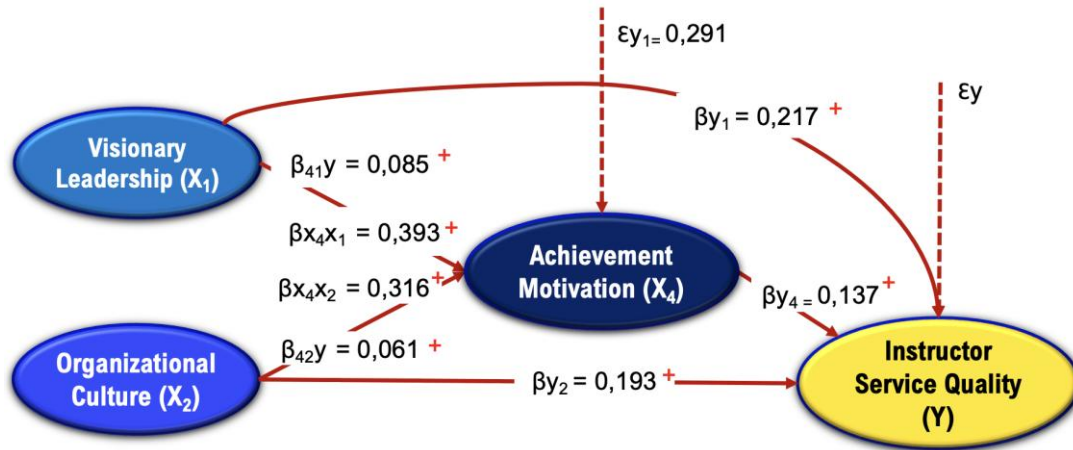 εy₁₌ 0,291
εy
βy₁ = 0,217 +
Visionary
Leadership (X₁)
β₄₁y = 0,085 +
βx₄x₁ = 0,393 +
Achievement
Motivation (X₄)
βx₄x₂ = 0,316 +
βy₄ ₌ 0,137 +
β₄₂y = 0,061 +
Organizational
Culture (X₂)
βy₂ = 0,193 +
Instructor
Service Quality
(Y)